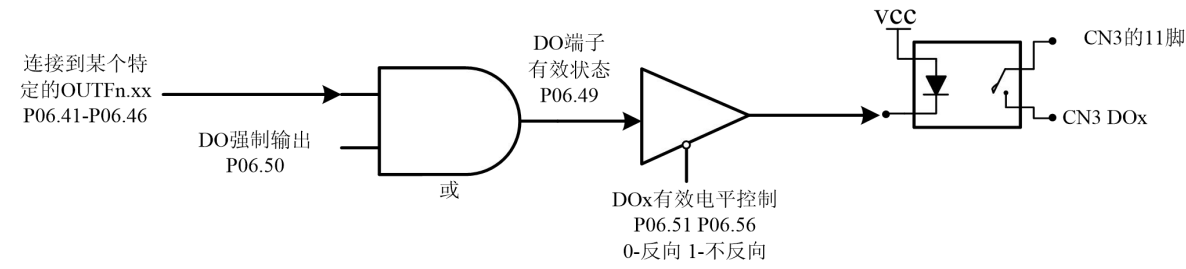 连接到某个特
定的OUTFn.xx
P06.41-P06.46
DO强制输出
P06.50
或
DO端子
有效状态
P06.49
DOx有效电平控制
P06.51 P06.56
0-反向 1-不反向
vcc
CN3的11脚
CN3 DOx